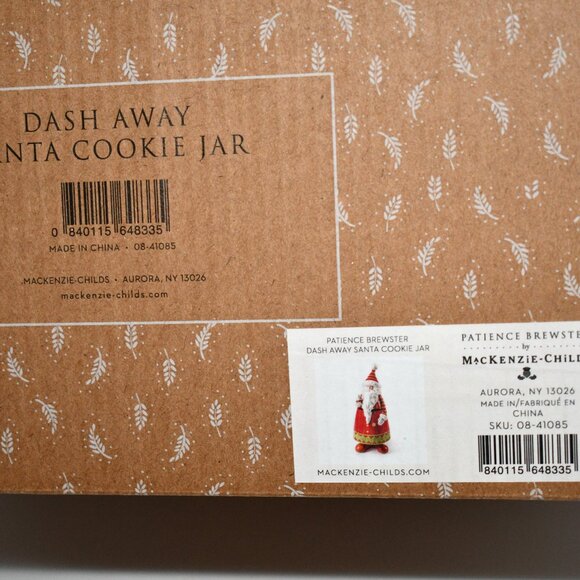 DASH AWAY
ANTA COOKIE JAR
0 840115 648335
MADE IN CHINA • 08-41085
MACKENZIE-CHILDS • AURORA, NY 13026
mackenzie-childs.com
PATIENCE BREWSTER
DASH AWAY SANTA COOKIE JAR
MACKENZIE-CHILDS.COM
PATIENCE BREWSTE
by
MACKENZIE-CHILD
AURORA, NY 13026
MADE IN/FABRIQUÉ EN
CHINA
SKU: 08-41085
840115 648335